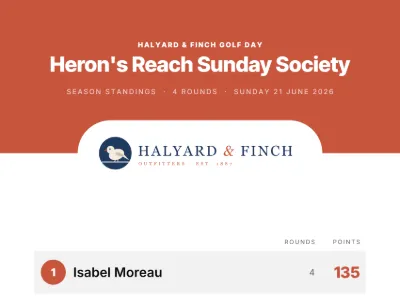 HALYARD & FINCH GOLF DAY
Heron's Reach Sunday Society
SEASON STANDINGS · 4 ROUNDS · SUNDAY 21 JUNE 2026
HALYARD & FINCH
OUTFITTERS EST 1891
ROUNDS POINTS
1 Isabel Moreau 4 135